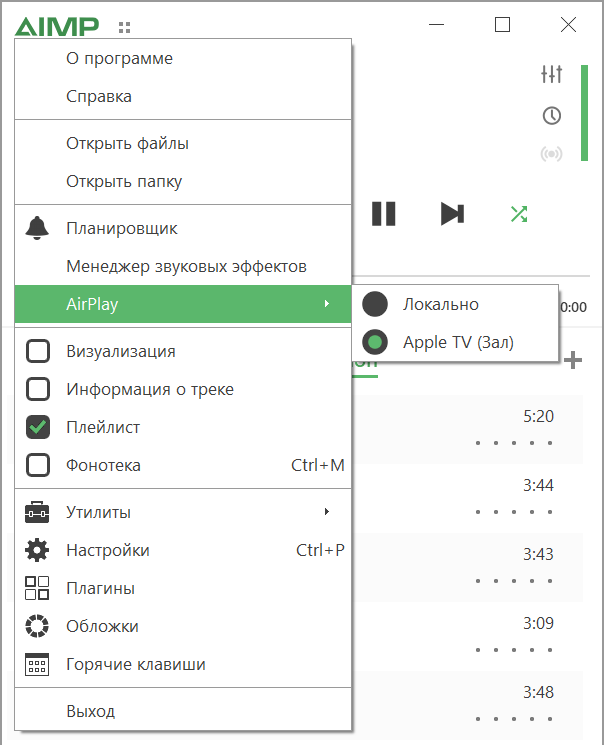 AIMP
О программе
Справка
Открыть файлы
Открыть папку
Планировщик
Менеджер звуковых эффектов
AirPlay
Локально
Apple TV (Зал)
0:00
Визуализация
Информация о треке
Плейлист
Фонотека Ctrl+M
Утилиты
Настройки Ctrl+P
Плагины
Обложки
Горячие клавиши
Выход
5:20
3:44
3:43
3:09
3:48